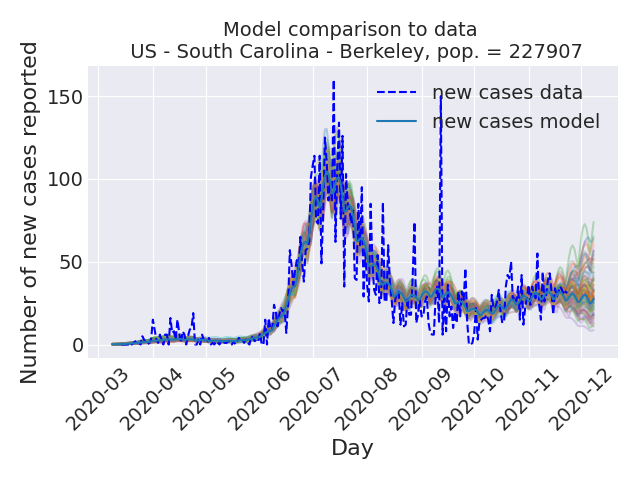 Model comparison to data
US - South Carolina - Berkeley, pop. = 227907
Number of new cases reported
150
100
50
0
new cases data
new cases model
2020-03
2020-04
2020-05
2020-06
2020-07
2020-08
2020-09
2020-10
2020-11
2020-12
Day